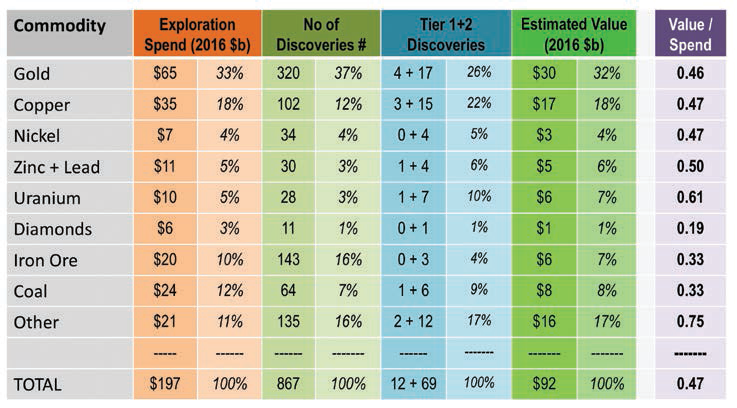 Commodity Exploration Spend (2016 $b) No of Discoveries # Tier 1+2 Discoveries Estimated Value (2016 $b) Value / Spend
Gold $65 33% 320 37% 4 + 17 26% $30 32% 0.46
Copper $35 18% 102 12% 3 + 15 22% $17 18% 0.47
Nickel $7 4% 34 4% 0 + 4 5% $3 4% 0.47
Zinc + Lead $11 5% 30 3% 1 + 4 6% $5 6% 0.50
Uranium $10 5% 28 3% 1 + 7 10% $6 7% 0.61
Diamonds $6 3% 11 1% 0 + 1 1% $1 1% 0.19
Iron Ore $20 10% 143 16% 0 + 3 4% $6 7% 0.33
Coal $24 12% 64 7% 1 + 6 9% $8 8% 0.33
Other $21 11% 135 16% 2 + 12 17% $16 17% 0.75
----- ------ ------ ------- ------ ------- ------- ------- -------
TOTAL $197 100% 867 100% 12 + 69 100% $92 100% 0.47